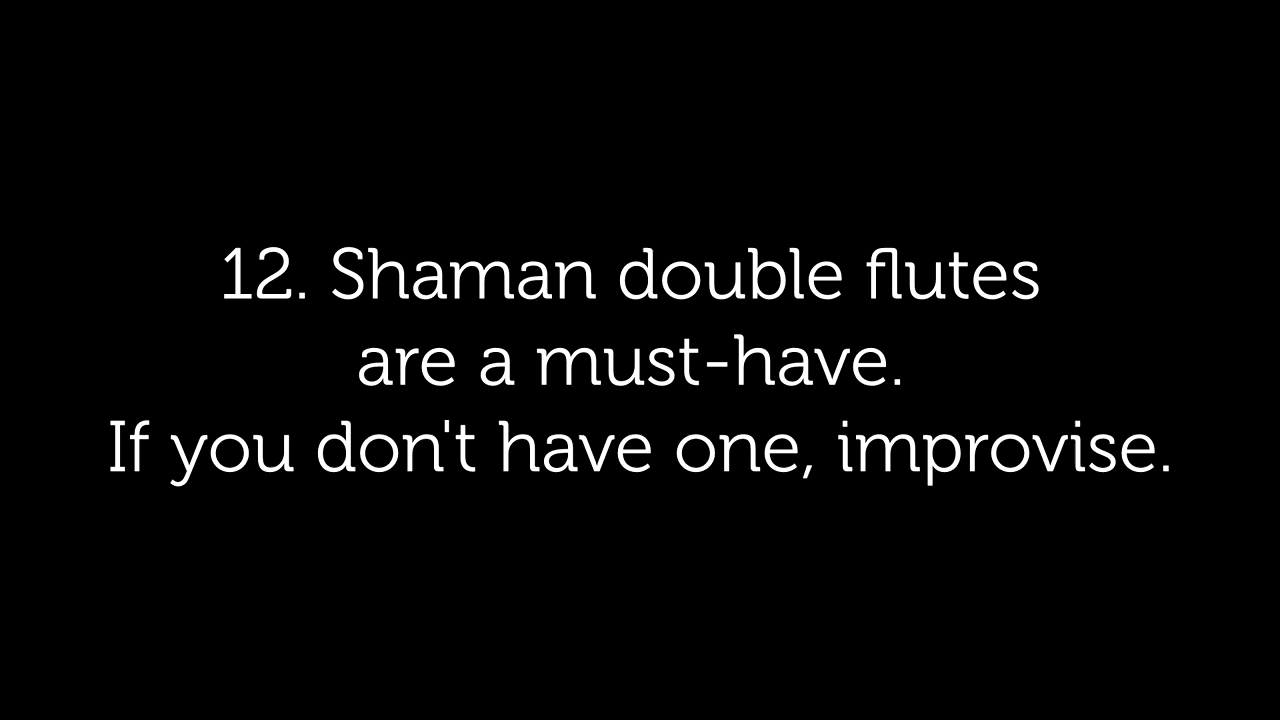 12. Shaman double flutes
are a must-have.
If you don't have one, improvise.